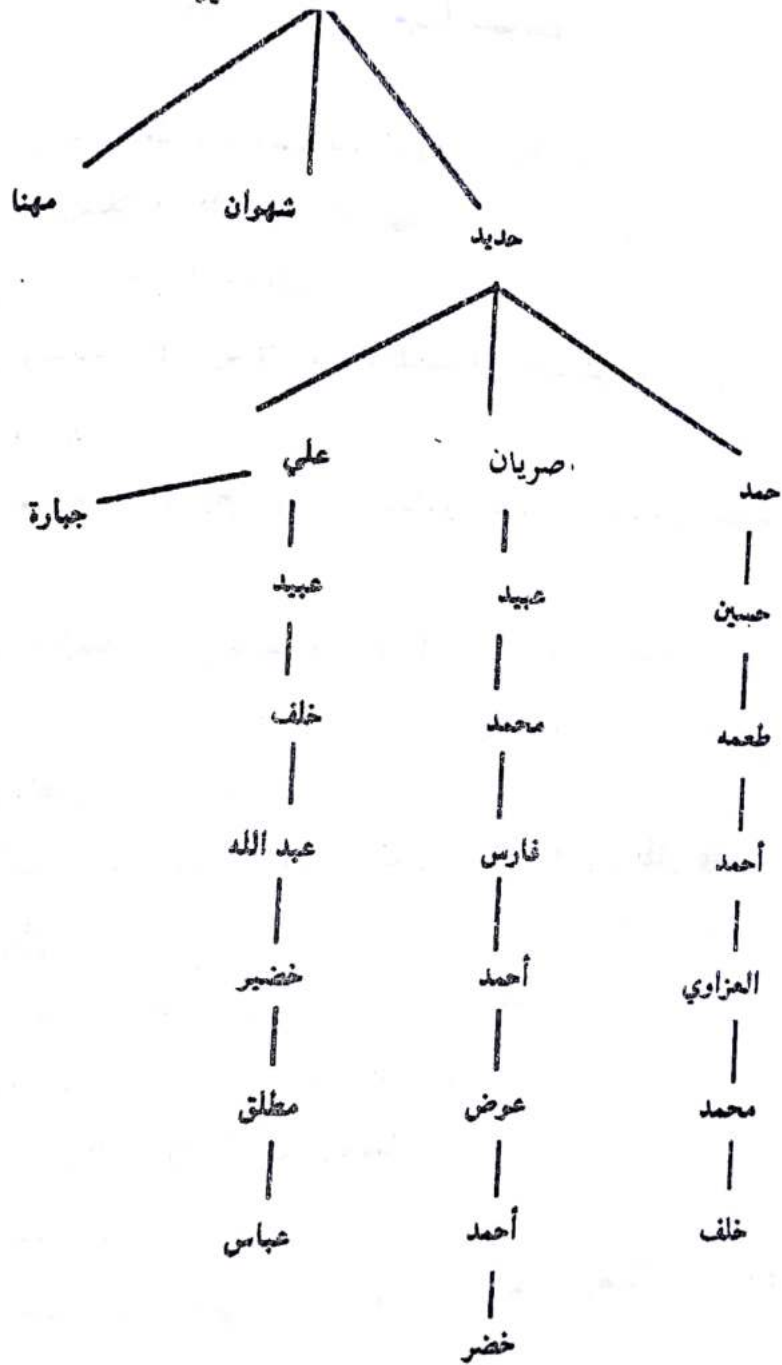 مهنا
شهوان
حديد
علي
صريان
حمد
جبارة
عبيد
عبيد
حسين
خلف
محمد
طعمه
عبد الله
فارس
أحمد
خضير
أحمد
العزاوي
مطلق
عوض
محمد
عباس
أحمد
خلف
خضر